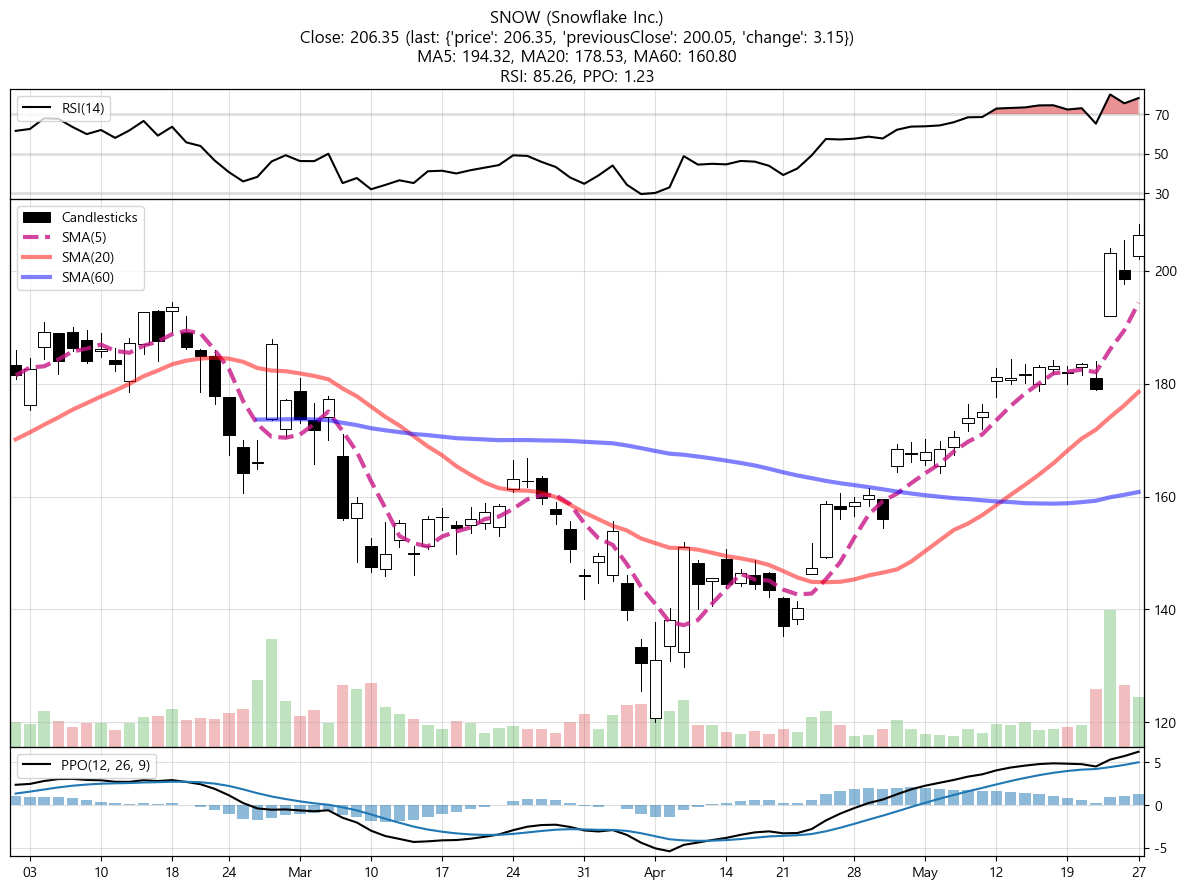 SNOW (Snowflake Inc.)
Close: 206.35 (last: {'price': 206.35, 'previousClose': 200.05, 'change': 3.15})
MA5: 194.32, MA20: 178.53, MA60: 160.80
RSI: 85.26, PPO: 1.23
RSI(14)
70
50
30
Candlesticks
SMA(5)
SMA(20)
SMA(60)
200
180
160
140
120
PPO(12, 26, 9)
5
0
-5
03 10 18 24 Mar 10 17 24 31 Apr 14 21 28 May 12 19 27